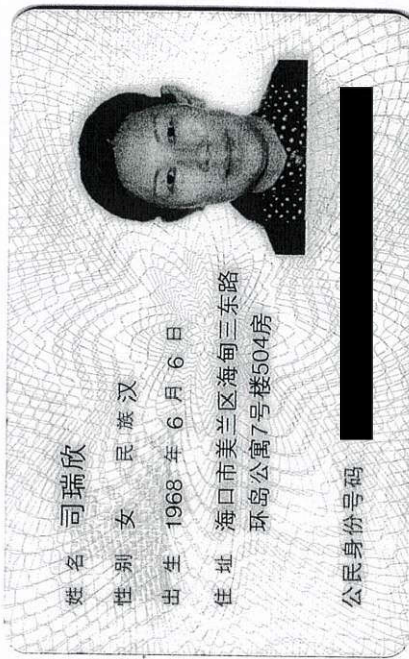 姓名 司瑞欣
性别 女 民族 汉
出生 1968 年 6 月 6 日
住址 海口市美兰区海甸三东路
环岛公寓7号楼504房
公民身份号码